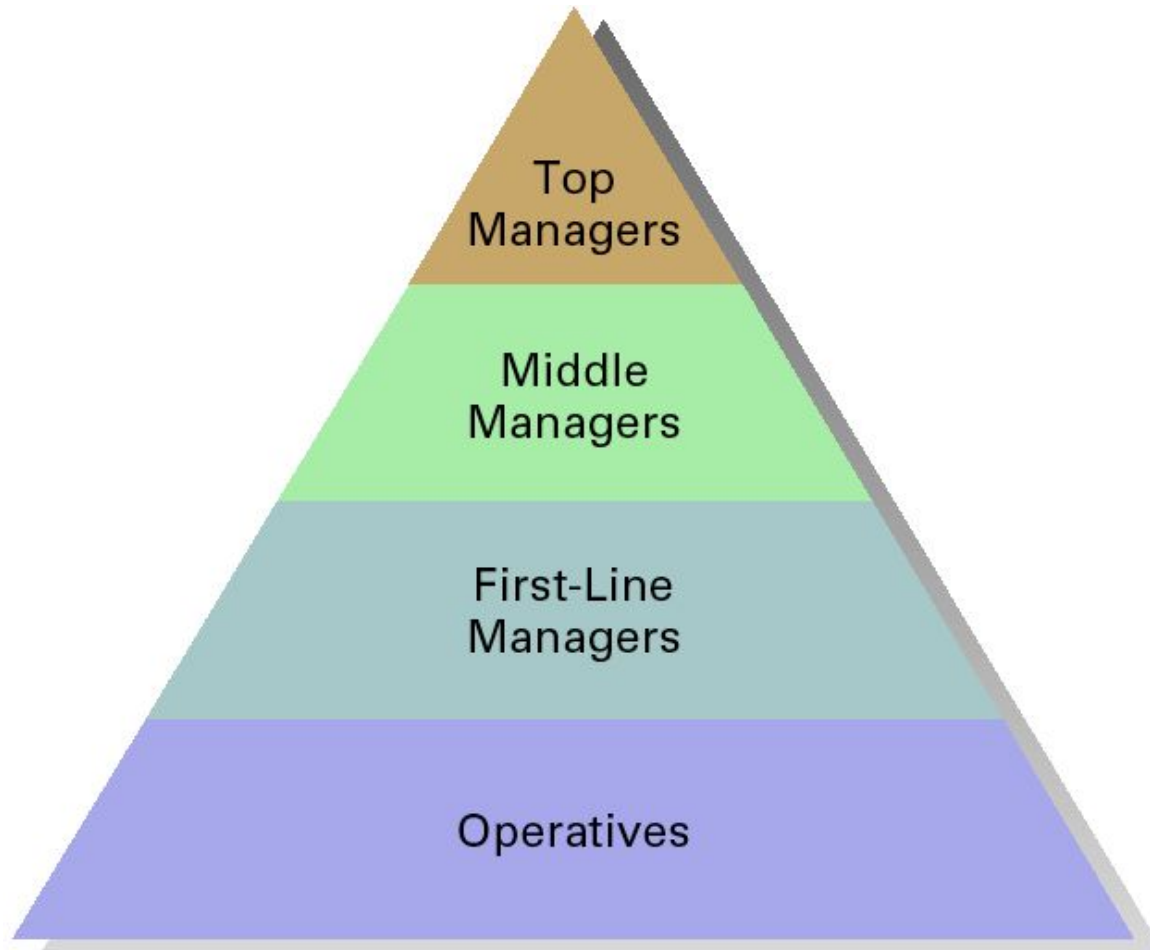 Top
Managers
Middle
Managers
First-Line
Managers
Operatives